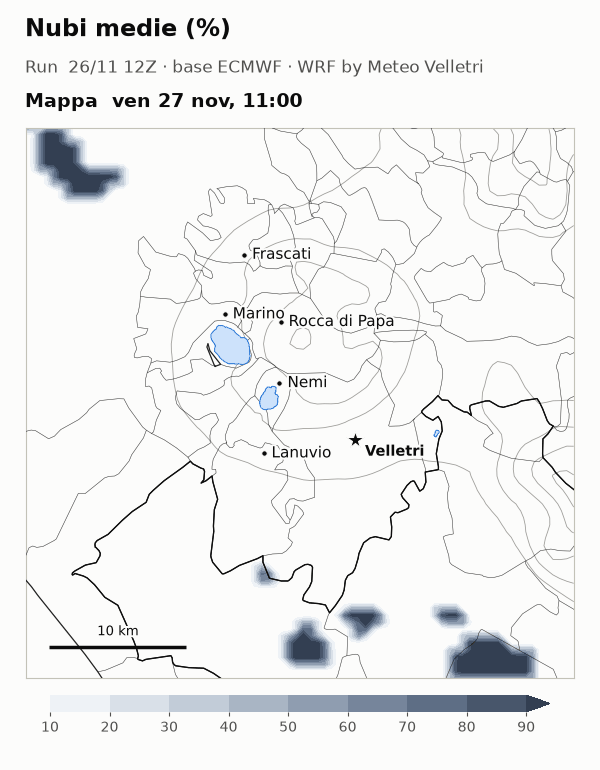 Nubi medie (%)
Run  26/11 12Z · base ECMWF · WRF by Meteo Velletri
Mappa  ven 27 nov, 11:00
Frascati
Marino
Rocca di Papa
Nemi
Velletri
Lanuvio
10 km
10 20 30 40 50 60 70 80 90